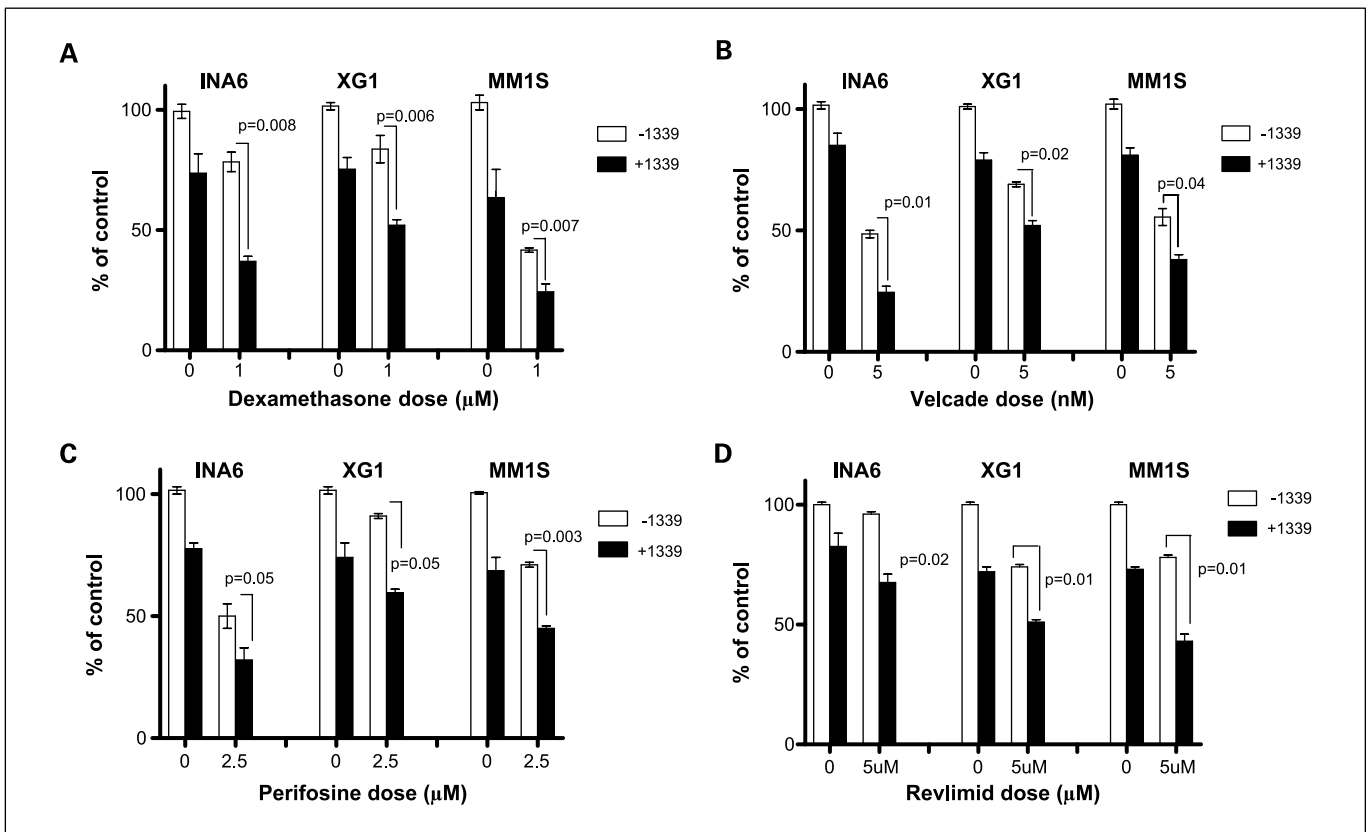 A
INA6 XG1 MM1S
100
50
0
% of control
p=0.008
p=0.006
p=0.007
-1339
+1339
0 1 0 1 0 1
Dexamethasone dose (µM)
B
INA6 XG1 MM1S
100
50
0
% of control
p=0.01
p=0.02
p=0.04
-1339
+1339
0 5 0 5 0 5
Velcade dose (nM)
C
INA6 XG1 MM1S
100
50
0
% of control
p=0.05
p=0.05
p=0.003
-1339
+1339
0 2.5 0 2.5 0 2.5
Perifosine dose (µM)
D
INA6 XG1 MM1S
100
50
0
% of control
p=0.02
p=0.01
p=0.01
-1339
+1339
0 5uM 0 5uM 0 5uM
Revlimid dose (µM)